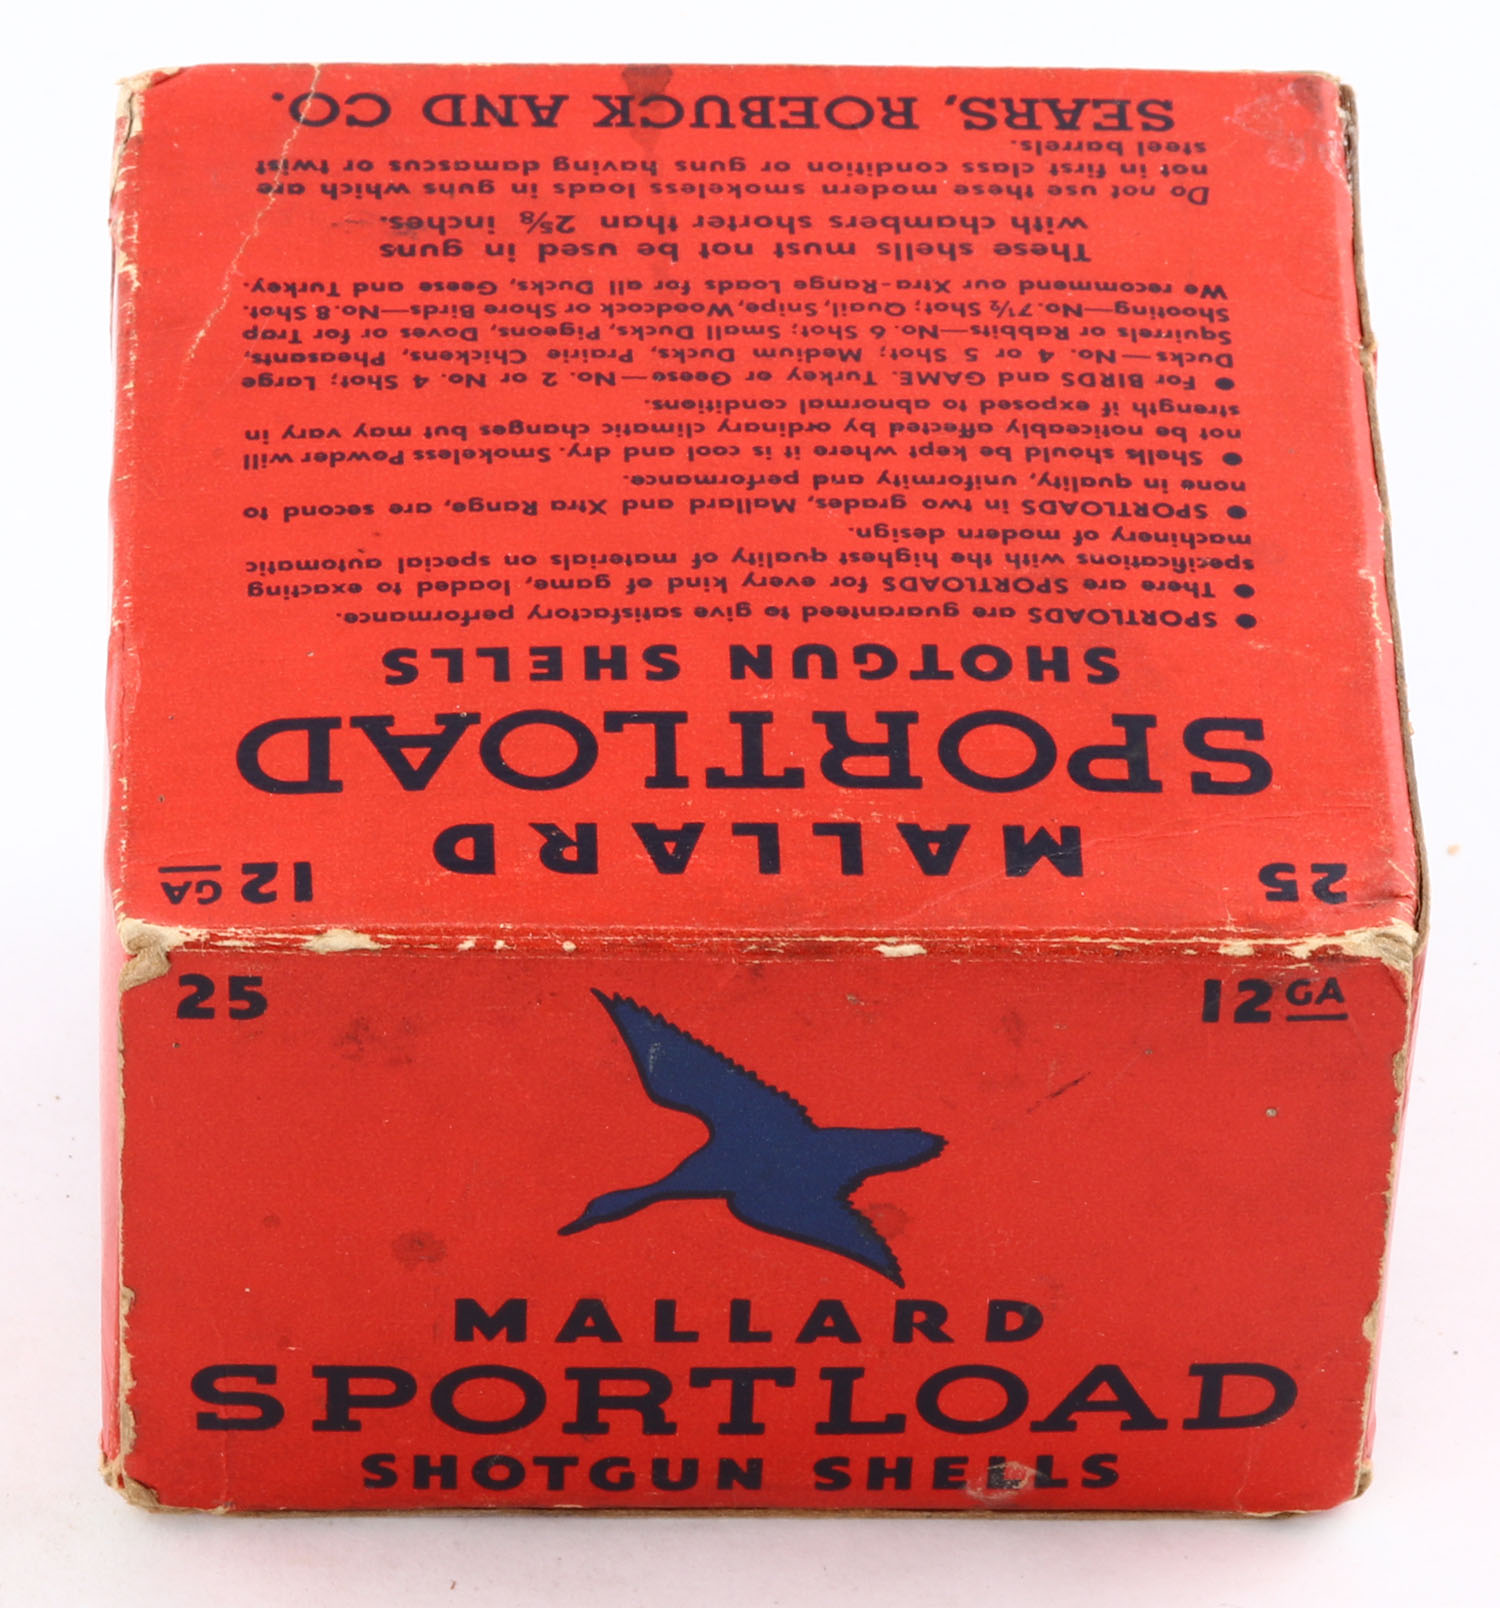 25
12 GA
MALLARD
SPORTLOAD
SHOTGUN SHELLS
25
12 GA
MALLARD
SPORTLOAD
SHOTGUN SHELLS
● SPORTLOADS are guaranteed to give satisfactory performance.
● There are SPORTLOADS for every kind of game, loaded to exacting
specifications with the highest quality of materials on special automatic
machinery of modern design.
● SPORTLOADS in two grades, Mallard and Xtra Range, are second to
none in quality, uniformity and performance.
● Shells should be kept where it is cool and dry. Smokeless Powder will
not be noticeably affected by ordinary climatic changes but may vary in
strength if exposed to abnormal conditions.
● For BIRDS and GAME. Turkey or Geese—No. 2 or No. 4 Shot; Large
Ducks—No. 4 or 5 Shot; Medium Ducks, Prairie Chickens, Pheasants,
Squirrels or Rabbits—No. 6 Shot; Small Ducks, Pigeons, Doves or for Trap
Shooting—No. 7½ Shot; Quail, Snipe, Woodcock or Shore Birds—No. 8 Shot.
We recommend our Xtra-Range Loads for all Ducks, Geese and Turkey.
These shells must not be used in guns
with chambers shorter than 2⅝ inches.
Do not use these modern smokeless loads in guns which are
not in first class condition or guns having damascus or twist
steel barrels.
SEARS, ROEBUCK AND CO.